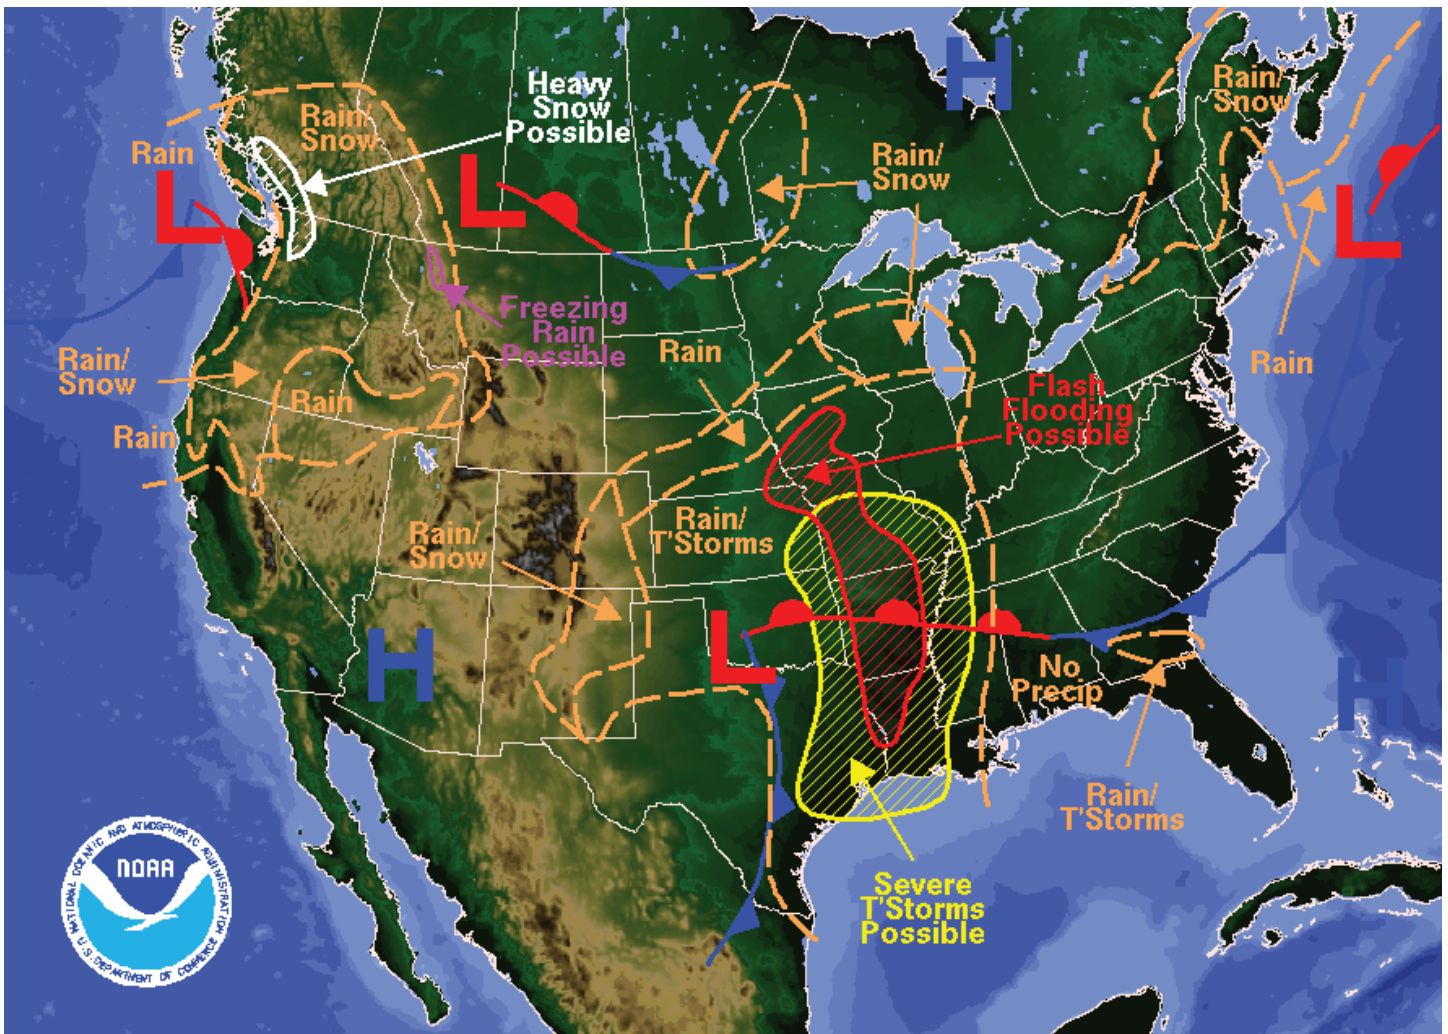 Heavy
Snow
Possible
H
Rain/
Snow
Rain/
Snow
Rain
L
L
Rain/
Snow
L
Freezing
Rain
Possible
Rain/
Snow
Rain
Rain
Rain
Flash
Flooding
Possible
Rain
Rain/
Snow
Rain/
T'Storms
L
H
No
Precip
H
Rain/
T'Storms
Severe
T'Storms
Possible
NATIONAL OCEANIC AND ATMOSPHERIC ADMINISTRATION
NOAA
U.S. DEPARTMENT OF COMMERCE